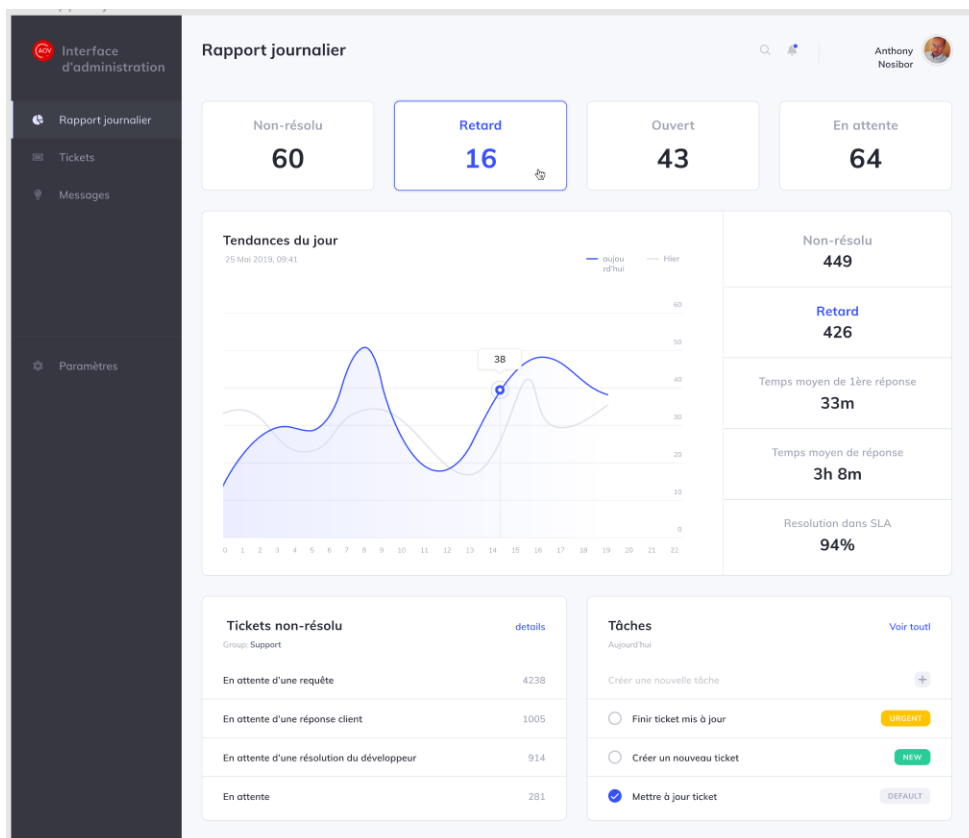 AOV
Interface
d'administration
Rapport journalier
Tickets
Messages
Paramètres
Rapport journalier
Anthony
Nosibor
Non-résolu
60
Retard
16
Ouvert
43
En attente
64
Tendances du jour
25 Mai 2019, 09:41
aujou
rd'hui
Hier
60
50
40
30
20
10
0
38
0 1 2 3 4 5 6 7 8 9 10 11 12 13 14 15 16 17 18 19 20 21 22
Non-résolu
449
Retard
426
Temps moyen de 1ère réponse
33m
Temps moyen de réponse
3h 8m
Resolution dans SLA
94%
Tickets non-résolu
details
Group: Support
En attente d'une requête 4238
En attente d'une réponse client 1005
En attente d'une résolution du développeur 914
En attente 281
Tâches
Voir toutl
Aujourd'hui
Créer une nouvelle tâche
Finir ticket mis à jour URGENT
Créer un nouveau ticket NEW
Mettre à jour ticket DEFAULT